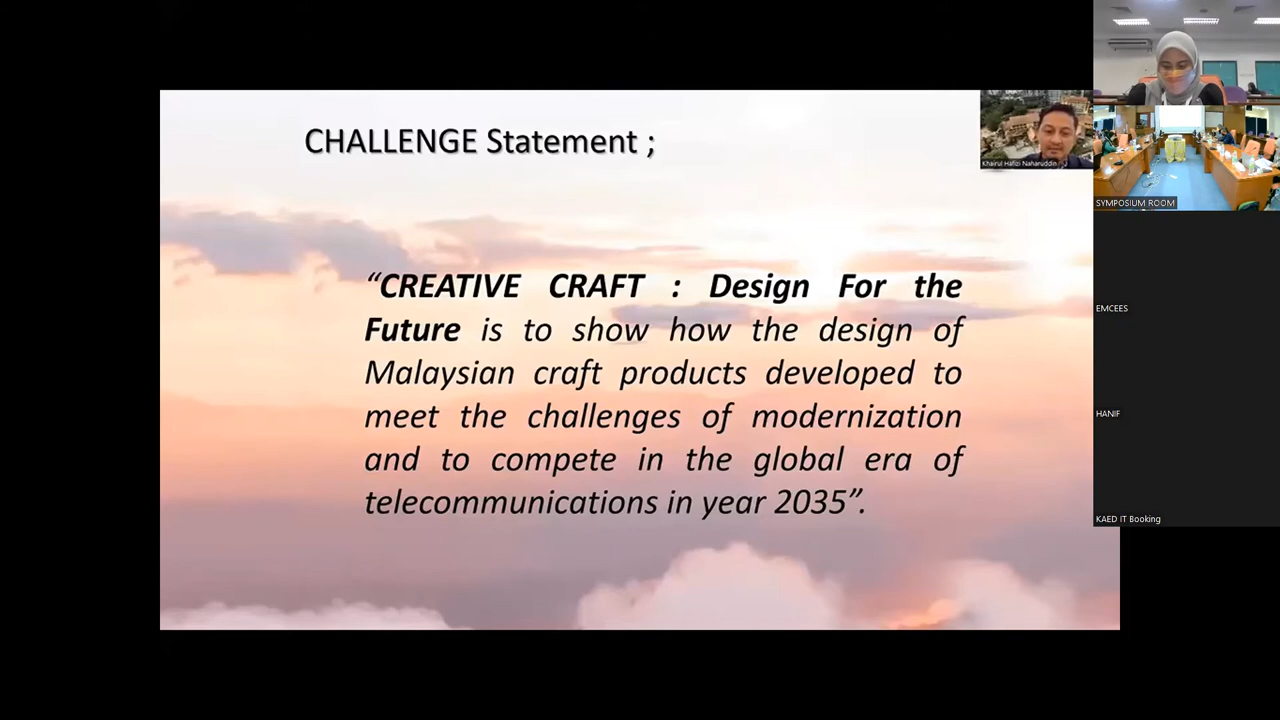 CHALLENGE Statement ;
“CREATIVE CRAFT : Design For the
Future is to show how the design of
Malaysian craft products developed to
meet the challenges of modernization
and to compete in the global era of
telecommunications in year 2035”.
Khairul Hafizi Naharuddin
SYMPOSIUM ROOM
EMCEES
HANIF
KAED IT Booking